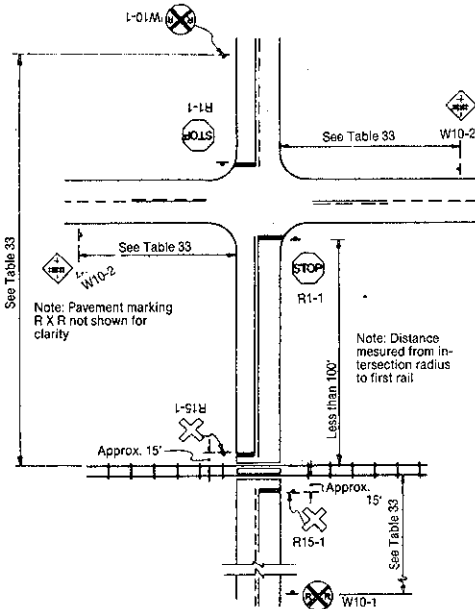 W10-1
R1-1
STOP
See Table 33
W10-2
See Table 33
See Table 33
W10-2
STOP
R1-1
Note: Pavement marking
R X R not shown for
clarity
Note: Distance
mesured from in-
tersection radius
to first rail
Less than 100'
R15-1
Approx. 15'
Approx.
15'
R15-1
See Table 33
R R
W10-1